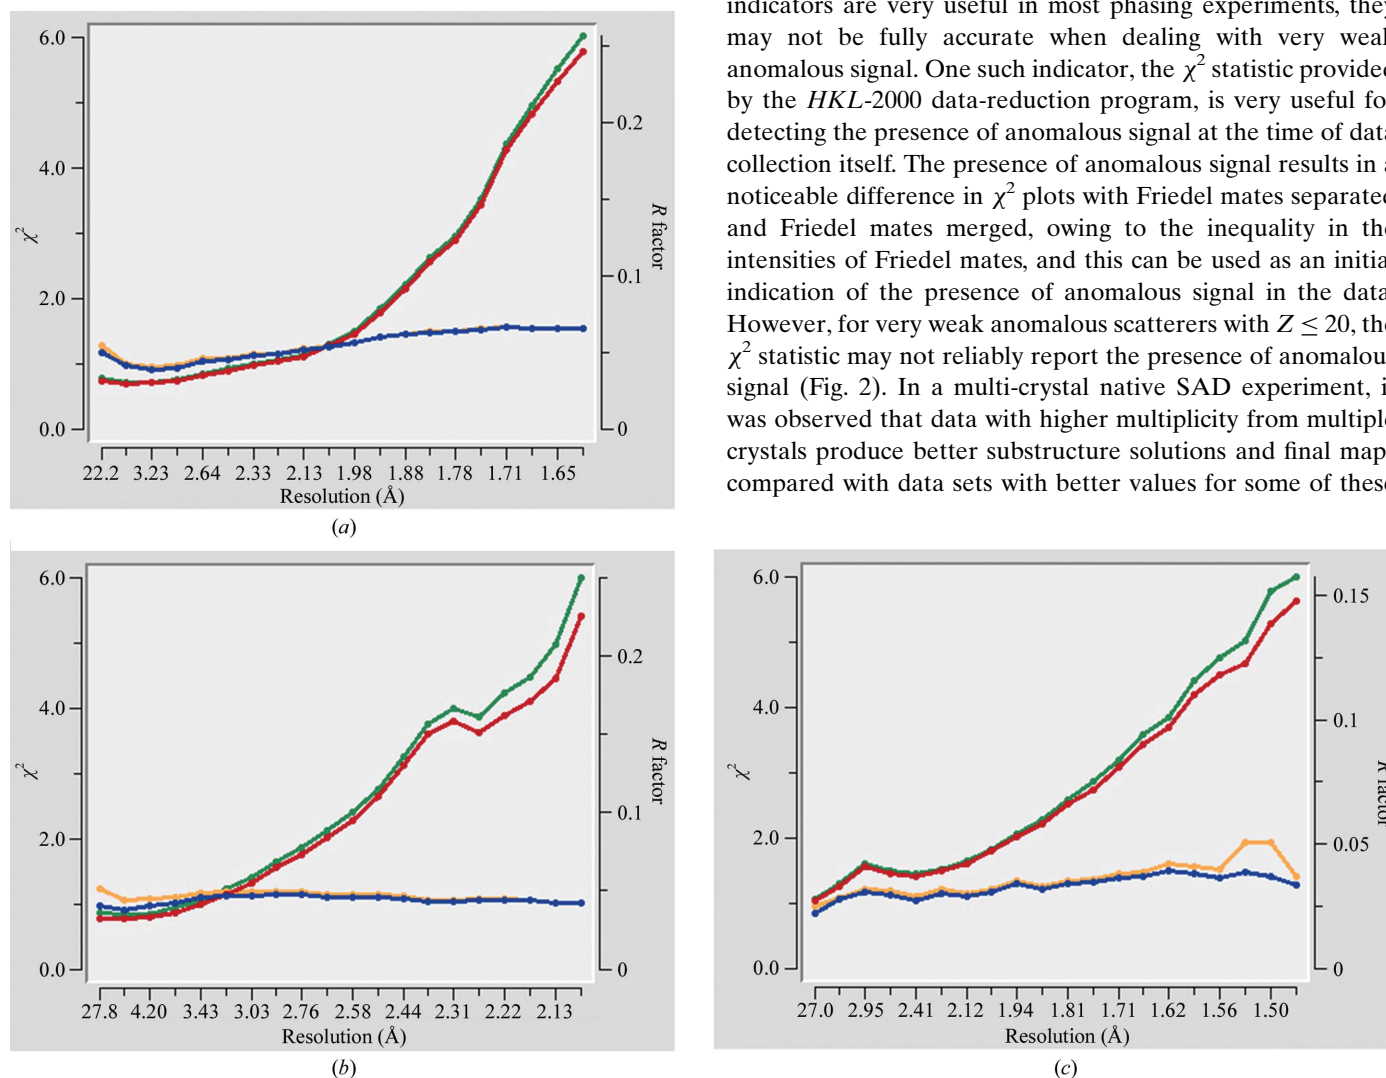 6.0
4.0
2.0
0.0
χ²
0.2
0.1
0
R factor
22.2 3.23 2.64 2.33 2.13 1.98 1.88 1.78 1.71 1.65
Resolution (Å)
(a)
indicators are very useful in most phasing experiments, they
may not be fully accurate when dealing with very weak
anomalous signal. One such indicator, the χ² statistic provided
by the HKL-2000 data-reduction program, is very useful fo
detecting the presence of anomalous signal at the time of data
collection itself. The presence of anomalous signal results in a
noticeable difference in χ² plots with Friedel mates separated
and Friedel mates merged, owing to the inequality in the
intensities of Friedel mates, and this can be used as an initia
indication of the presence of anomalous signal in the data
However, for very weak anomalous scatterers with Z ≤ 20, the
χ² statistic may not reliably report the presence of anomalou
signal (Fig. 2). In a multi-crystal native SAD experiment, i
was observed that data with higher multiplicity from multiple
crystals produce better substructure solutions and final map
compared with data sets with better values for some of these
6.0
4.0
2.0
0.0
χ²
0.2
0.1
0
R factor
27.8 4.20 3.43 3.03 2.76 2.58 2.44 2.31 2.22 2.13
Resolution (Å)
(b)
6.0
4.0
2.0
0.0
χ²
0.15
0.1
0.05
0
R factor
27.0 2.95 2.41 2.12 1.94 1.81 1.71 1.62 1.56 1.50
Resolution (Å)
(c)